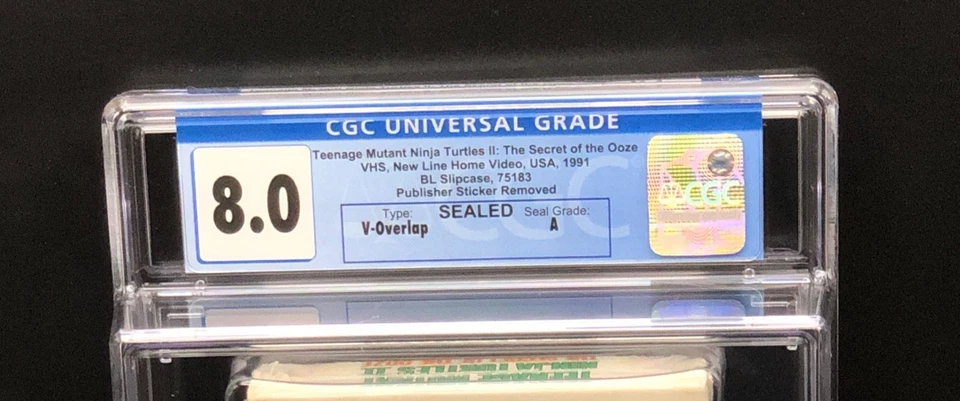 CGC UNIVERSAL GRADE
8.0
Teenage Mutant Ninja Turtles II: The Secret of the Ooze
VHS, New Line Home Video, USA, 1991
BL Slipcase, 75183
Publisher Sticker Removed
Type: SEALED Seal Grade:
V-Overlap A
CGC